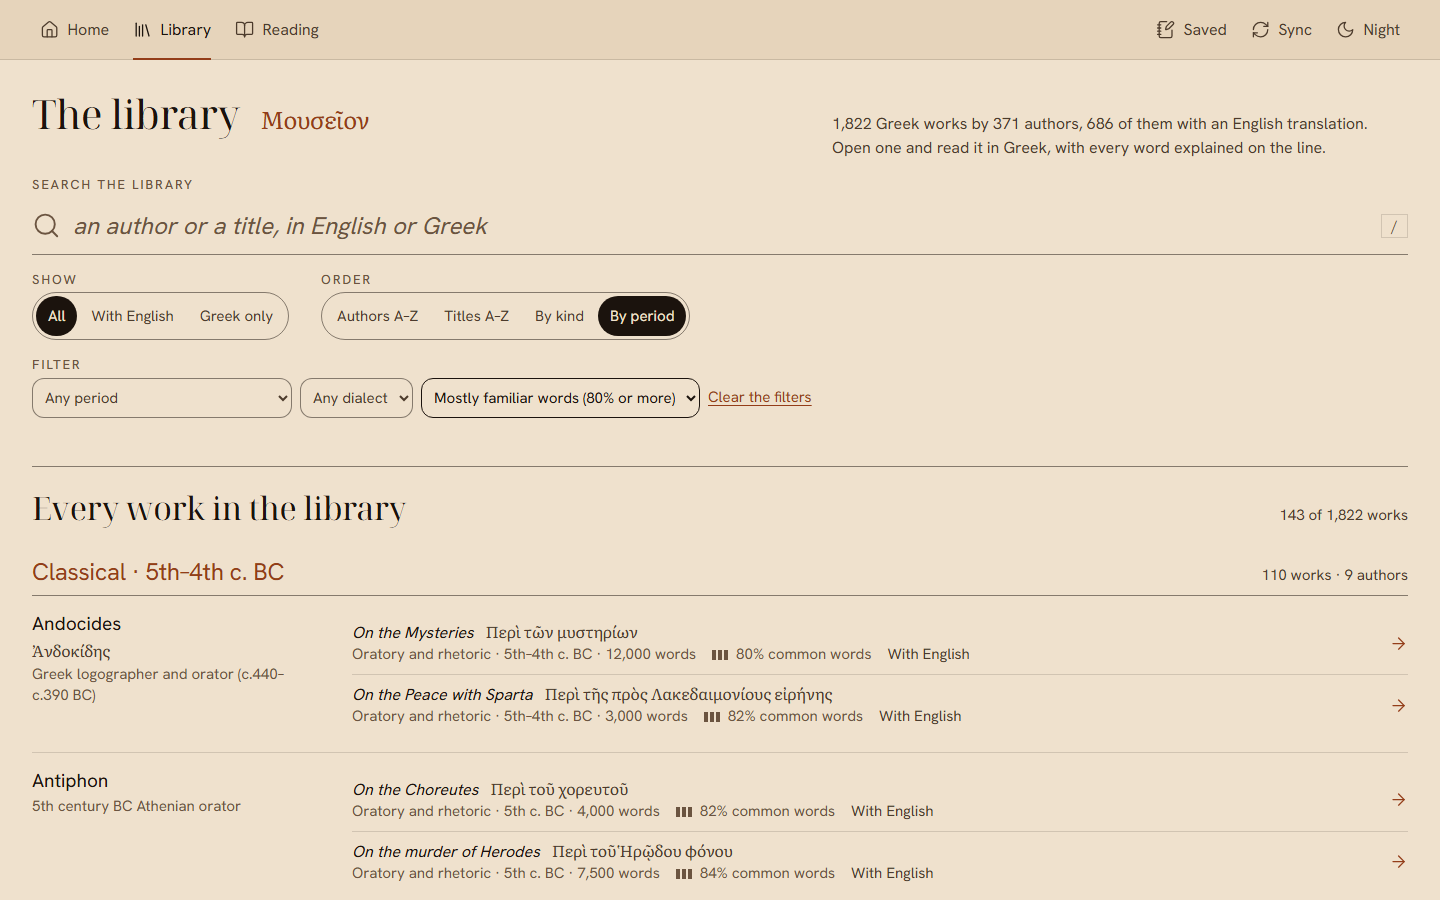 Home Library Reading Saved Sync Night
The library Μουσεῖον
1,822 Greek works by 371 authors, 686 of them with an English translation.
Open one and read it in Greek, with every word explained on the line.
SEARCH THE LIBRARY
an author or a title, in English or Greek /
SHOW ORDER
All With English Greek only Authors A–Z Titles A–Z By kind By period
FILTER
Any period Any dialect Mostly familiar words (80% or more) Clear the filters
Every work in the library 143 of 1,822 works
Classical · 5th–4th c. BC 110 works · 9 authors
Andocides
Ἀνδοκίδης
Greek logographer and orator (c.440–
c.390 BC)
On the Mysteries Περὶ τῶν μυστηρίων
Oratory and rhetoric · 5th–4th c. BC · 12,000 words 80% common words With English
On the Peace with Sparta Περὶ τῆς πρὸς Λακεδαιμονίους εἰρήνης
Oratory and rhetoric · 5th–4th c. BC · 3,000 words 82% common words With English
Antiphon
5th century BC Athenian orator
On the Choreutes Περὶ τοῦ χορευτοῦ
Oratory and rhetoric · 5th c. BC · 4,000 words 82% common words With English
On the murder of Herodes Περὶ τοῦ Ἡρῴδου φόνου
Oratory and rhetoric · 5th c. BC · 7,500 words 84% common words With English